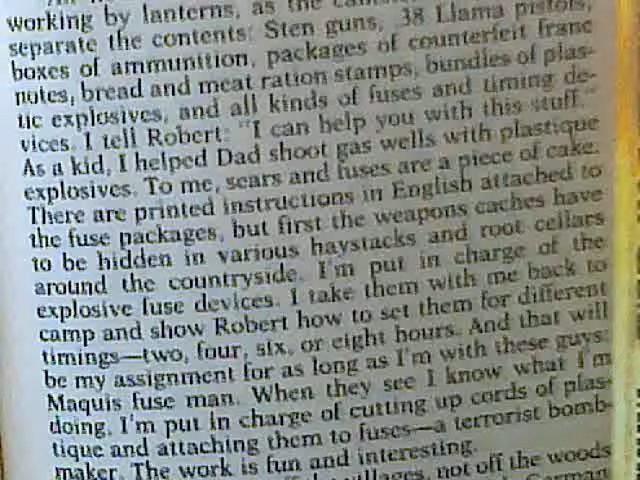 working by lanterns, as the
separate the contents: Sten guns, 38 Llama pistols,
boxes of ammunition, packages of counterfeit franc
notes, bread and meat ration stamps, bundles of plas-
tic explosives, and all kinds of fuses and timing de-
vices. I tell Robert: "I can help you with this stuff."
As a kid, I helped Dad shoot gas wells with plastique
explosives. To me, sears and fuses are a piece of cake.
There are printed instructions in English attached to
the fuse packages, but first the weapons caches have
to be hidden in various haystacks and root cellars
around the countryside. I'm put in charge of the
explosive fuse devices. I take them with me back to
camp and show Robert how to set them for different
timings—two, four, six, or eight hours. And that will
be my assignment for as long as I'm with these guys:
Maquis fuse man. When they see I know what I'm
doing, I'm put in charge of cutting up cords of plas-
tique and attaching them to fuses—a terrorist bomb-
maker. The work is fun and interesting.
villages, not off the woods
German